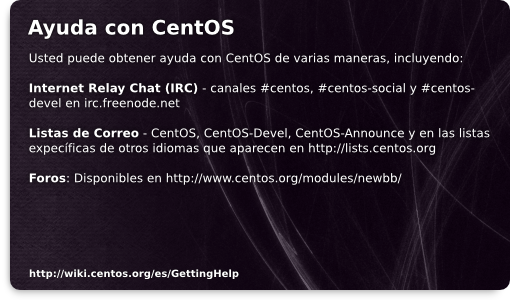 Ayuda con CentOS
Usted puede obtener ayuda con CentOS de varias maneras, incluyendo:
Internet Relay Chat (IRC) - canales #centos, #centos-social y #centos-
devel en irc.freenode.net
Listas de Correo - CentOS, CentOS-Devel, CentOS-Announce y en las listas
expecíficas de otros idiomas que aparecen en http://lists.centos.org
Foros: Disponibles en http://www.centos.org/modules/newbb/
http://wiki.centos.org/es/GettingHelp